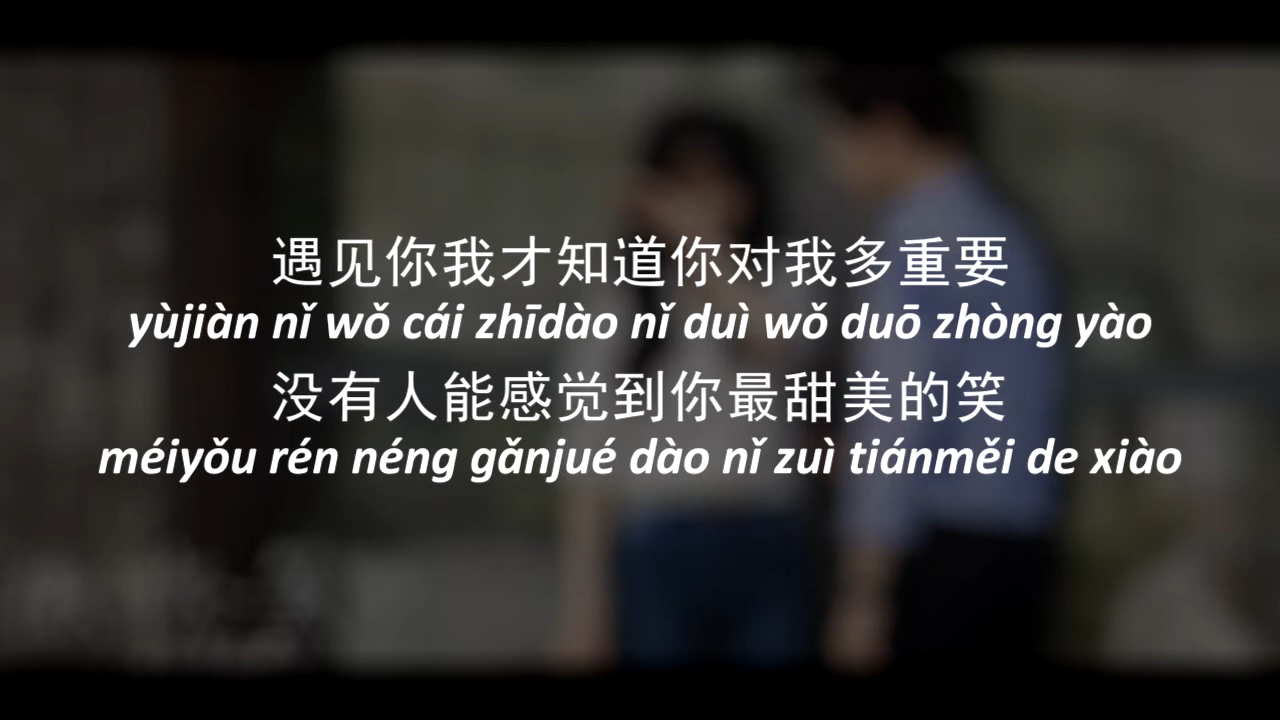 遇见你我才知道你对我多重要
yùjiàn nǐ wǒ cái zhīdào nǐ duì wǒ duō zhòng yào
没有人能感觉到你最甜美的笑
méiyǒu rén néng gǎnjué dào nǐ zuì tiánměi de xiào